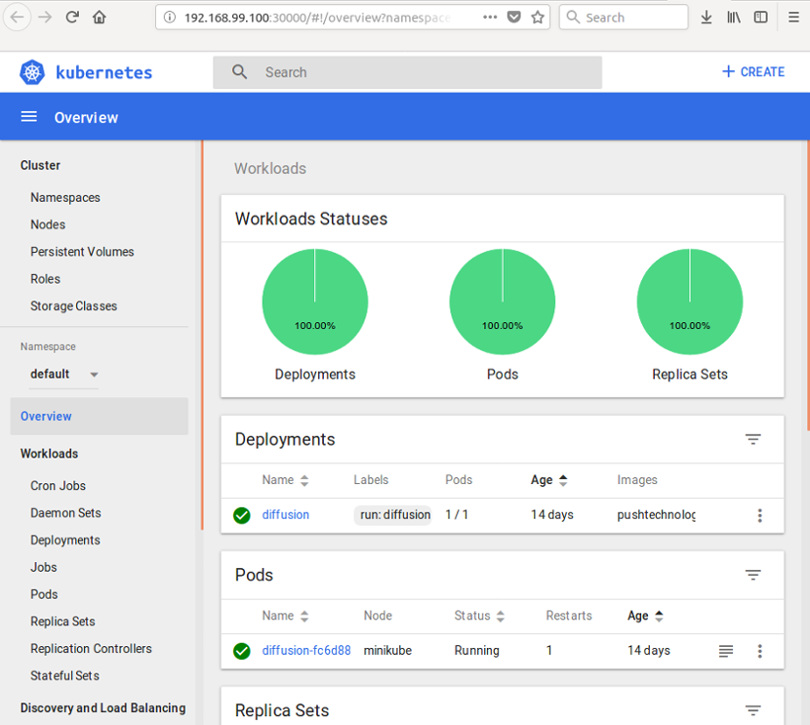 192.168.99.100:30000/#!/overview?namespace
Search
kubernetes
Search
CREATE
Overview
Cluster
Namespaces
Nodes
Persistent Volumes
Roles
Storage Classes
Namespace
default
Overview
Workloads
Cron Jobs
Daemon Sets
Deployments
Jobs
Pods
Replica Sets
Replication Controllers
Stateful Sets
Discovery and Load Balancing
Workloads
Workloads Statuses
100.00% 100.00% 100.00%
Deployments Pods Replica Sets
Deployments
Name Labels Pods Age Images
diffusion run: diffusion 1 / 1 14 days pushtechnolog
Pods
Name Node Status Restarts Age
diffusion-fc6d88 minikube Running 1 14 days
Replica Sets